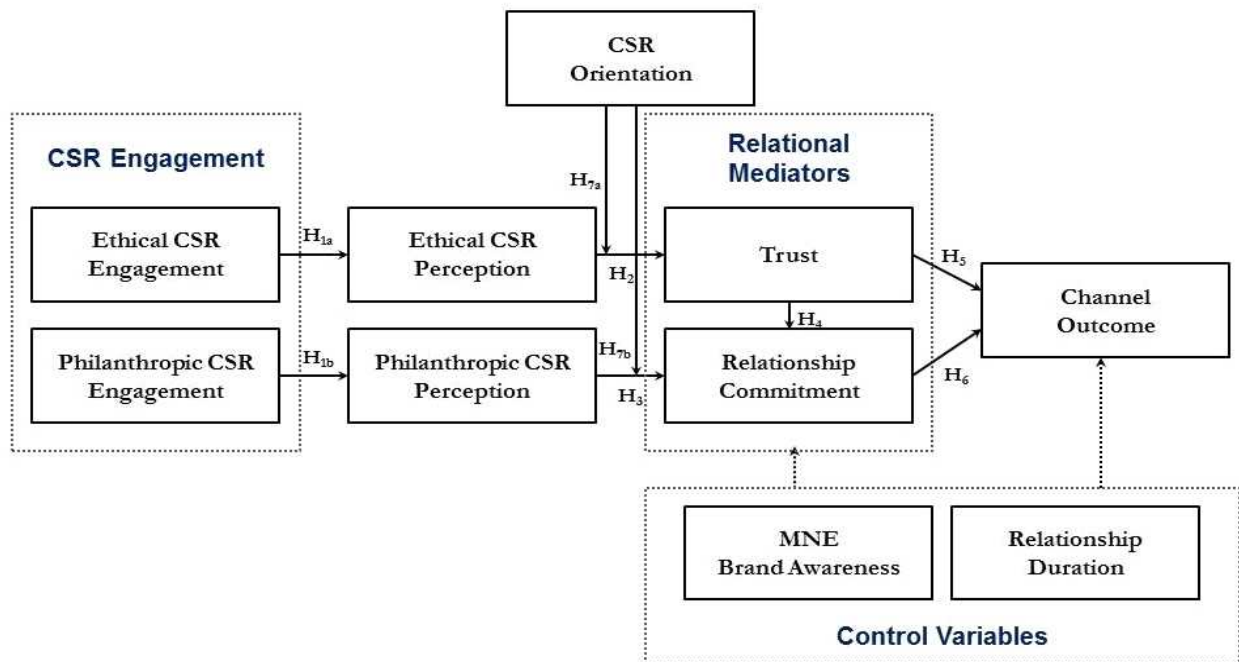 CSR
Orientation
CSR Engagement
Relational
Mediators
H7a
Ethical CSR
Engagement
H1a
Ethical CSR
Perception
H2
Trust
H5
Channel
Outcome
H4
Philanthropic CSR
Engagement
H1b
Philanthropic CSR
Perception
H7b
H3
Relationship
Commitment
H6
MNE
Brand Awareness
Relationship
Duration
Control Variables